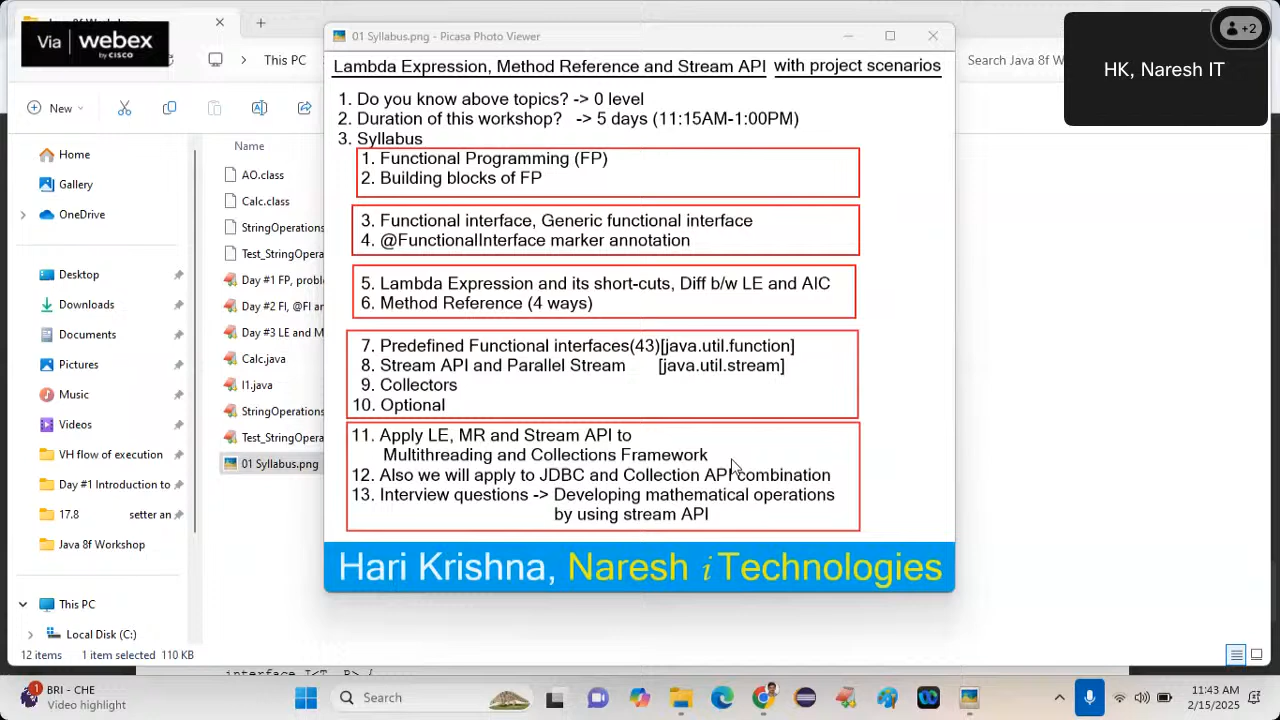 Java 8f Workshop
Via webex
by CISCO
This PC
Search Java 8f W
+2
HK, Naresh IT
New
01 Syllabus.png - Picasa Photo Viewer
Lambda Expression, Method Reference and Stream API with project scenarios
1. Do you know above topics? -> 0 level
2. Duration of this workshop? -> 5 days (11:15AM-1:00PM)
3. Syllabus
1. Functional Programming (FP)
2. Building blocks of FP
3. Functional interface, Generic functional interface
4. @FunctionalInterface marker annotation
5. Lambda Expression and its short-cuts, Diff b/w LE and AIC
6. Method Reference (4 ways)
7. Predefined Functional interfaces(43)[java.util.function]
8. Stream API and Parallel Stream [java.util.stream]
9. Collectors
10. Optional
11. Apply LE, MR and Stream API to
Multithreading and Collections Framework
12. Also we will apply to JDBC and Collection API combination
13. Interview questions -> Developing mathematical operations
by using stream API
Hari Krishna, Naresh i Technologies
Home
Gallery
OneDrive
Desktop
Downloads
Documents
Pictures
Music
Videos
VH flow of execution
Day #1 Introduction to
17.8 setter an
Java 8f Workshop
This PC
Local Disk (C:)
Name
AO.class
Calc.class
StringOperations
Test_StringOpera
Day #1 FP, proble
Day #2 FI, @FI an
Day #3 LE and M
Calc.java
I1.java
StringOperations
Test_StringOpera
01 Syllabus.png
12 items 1 item selected 110 KB
1
BRI - CHE
Video highlight
Search
11:43 AM
2/15/2025